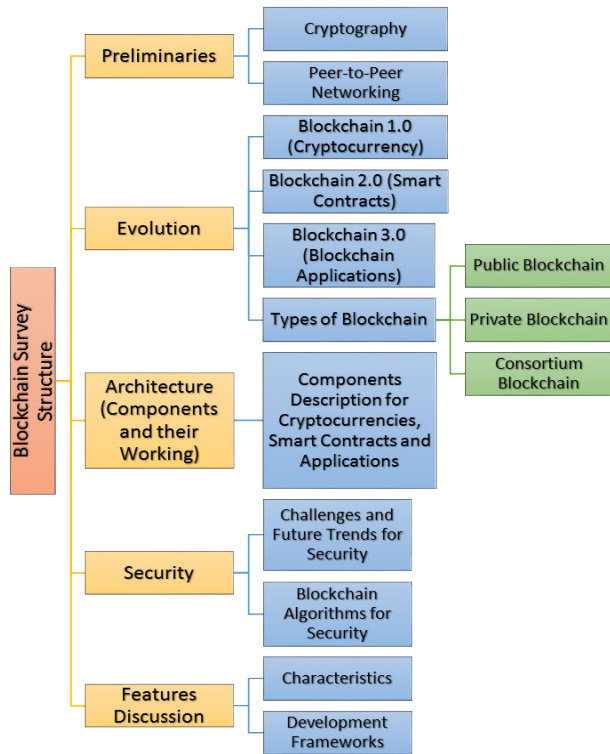 Blockchain Survey
Structure
Preliminaries
Cryptography
Peer-to-Peer
Networking
Evolution
Blockchain 1.0
(Cryptocurrency)
Blockchain 2.0 (Smart
Contracts)
Blockchain 3.0
(Blockchain
Applications)
Types of Blockchain
Public Blockchain
Private Blockchain
Consortium
Blockchain
Architecture
(Components
and their
Working)
Components
Description for
Cryptocurrencies,
Smart Contracts and
Applications
Security
Challenges and
Future Trends for
Security
Blockchain
Algorithms for
Security
Features
Discussion
Characteristics
Development
Frameworks